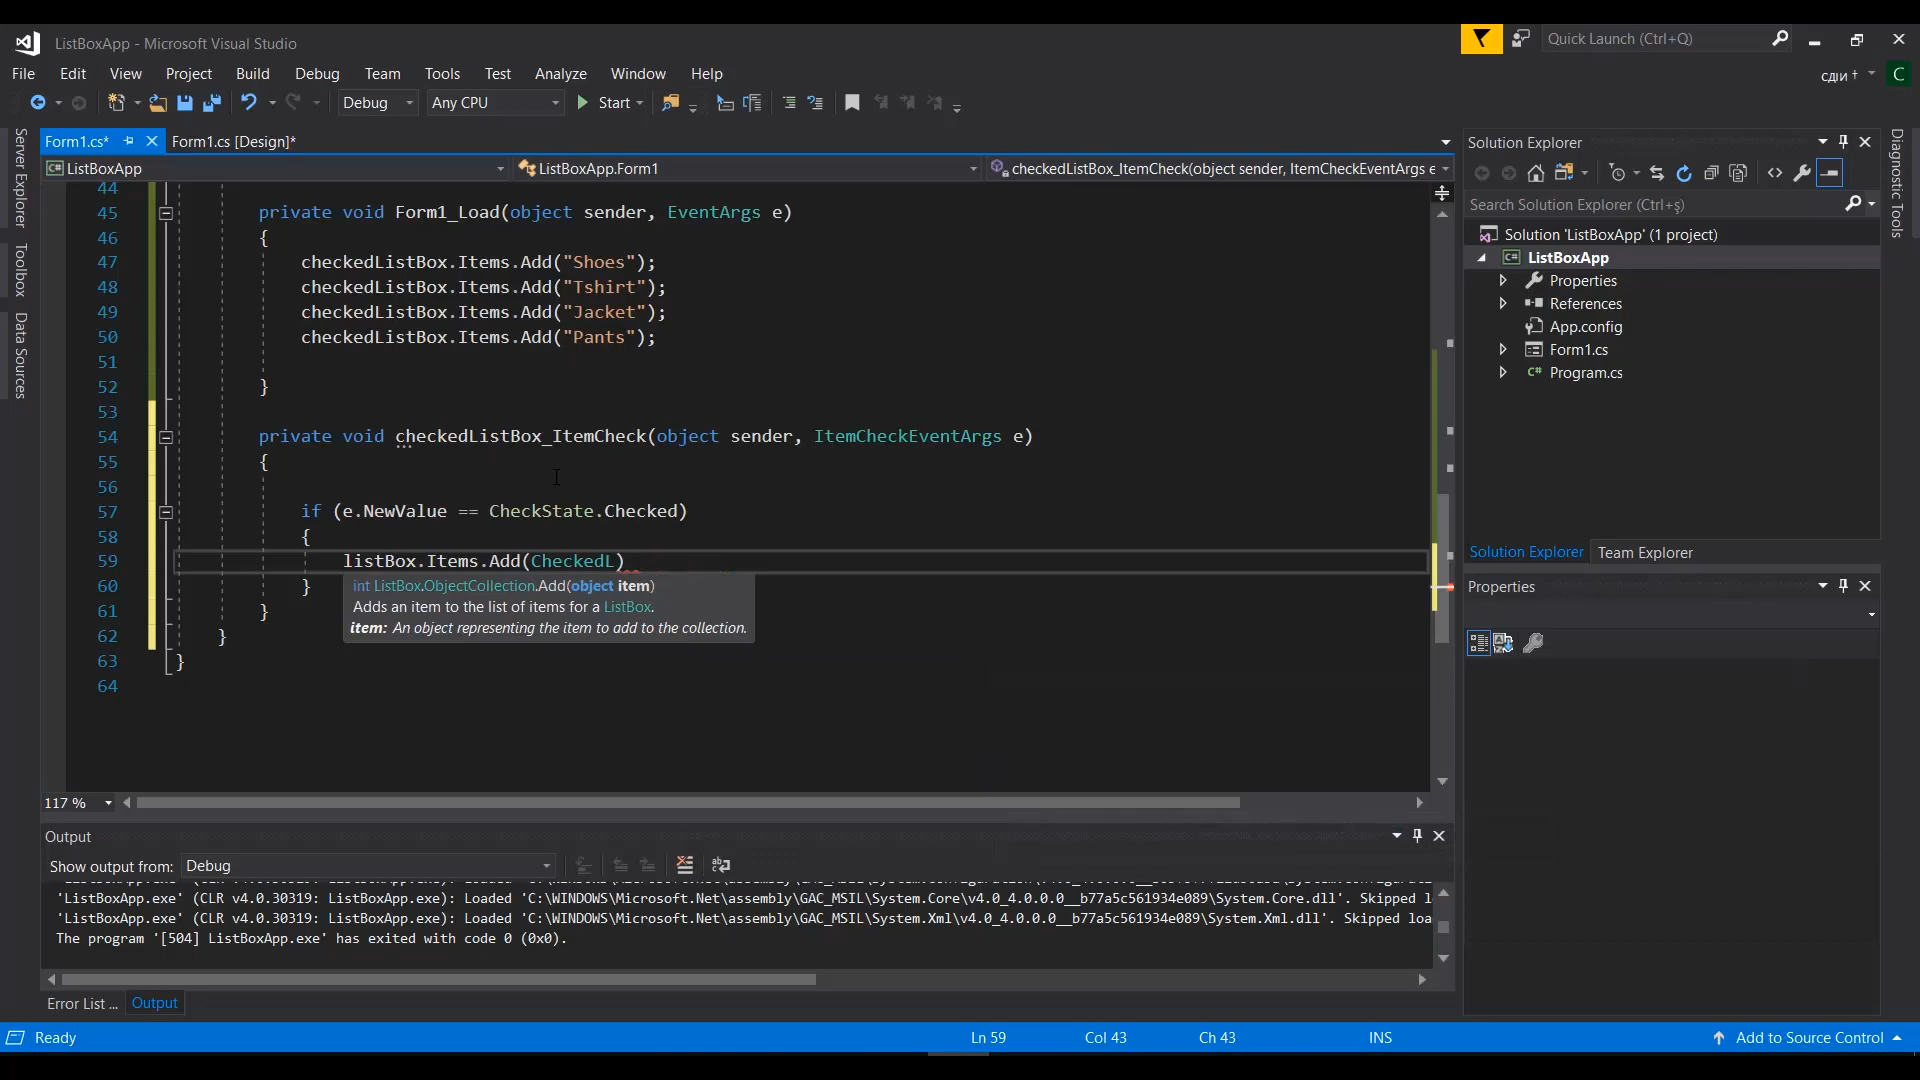 ListBoxApp - Microsoft Visual Studio
Quick Launch (Ctrl+Q)
File Edit View Project Build Debug Team Tools Test Analyze Window Help
Debug Any CPU Start
Form1.cs* Form1.cs [Design]*
ListBoxApp ListBoxApp.Form1 checkedListBox_ItemCheck(object sender, ItemCheckEventArgs e
Server Explorer
Toolbox
Data Sources
44
45 private void Form1_Load(object sender, EventArgs e)
46 {
47 checkedListBox.Items.Add("Shoes");
48 checkedListBox.Items.Add("Tshirt");
49 checkedListBox.Items.Add("Jacket");
50 checkedListBox.Items.Add("Pants");
51
52 }
53
54 private void checkedListBox_ItemCheck(object sender, ItemCheckEventArgs e)
55 {
56
57 if (e.NewValue == CheckState.Checked)
58 {
59 listBox.Items.Add(CheckedL)
60 }
int ListBox.ObjectCollection.Add(object item)
Adds an item to the list of items for a ListBox.
item: An object representing the item to add to the collection.
61 }
62 }
63 }
64
117 %
Output
Show output from: Debug
'ListBoxApp.exe' (CLR v4.0.30319: ListBoxApp.exe): Loaded 'C:\WINDOWS\Microsoft.Net\assembly\GAC_MSIL\System.Core\v4.0_4.0.0.0__b77a5c561934e089\System.Core.dll'. Skipped l
'ListBoxApp.exe' (CLR v4.0.30319: ListBoxApp.exe): Loaded 'C:\WINDOWS\Microsoft.Net\assembly\GAC_MSIL\System.Xml\v4.0_4.0.0.0__b77a5c561934e089\System.Xml.dll'. Skipped loa
The program '[504] ListBoxApp.exe' has exited with code 0 (0x0).
Error List ... Output
Solution Explorer
Search Solution Explorer (Ctrl+ş)
Solution 'ListBoxApp' (1 project)
ListBoxApp
Properties
References
App.config
Form1.cs
Program.cs
Solution Explorer Team Explorer
Properties
Diagnostic Tools
Ready Ln 59 Col 43 Ch 43 INS Add to Source Control